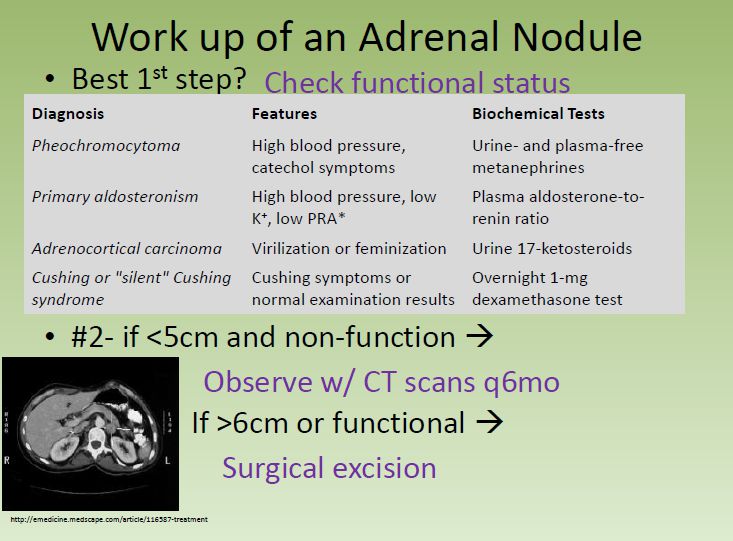 Work up of an Adrenal Nodule
• Best 1st step? Check functional status
Diagnosis Features Biochemical Tests
Pheochromocytoma High blood pressure, catechol symptoms Urine- and plasma-free metanephrines
Primary aldosteronism High blood pressure, low K+, low PRA* Plasma aldosterone-to-renin ratio
Adrenocortical carcinoma Virilization or feminization Urine 17-ketosteroids
Cushing or "silent" Cushing syndrome Cushing symptoms or normal examination results Overnight 1-mg dexamethasone test
• #2- if <5cm and non-function →
Observe w/ CT scans q6mo
If >6cm or functional →
Surgical excision
R
L
http://emedicine.medscape.com/article/116587-treatment